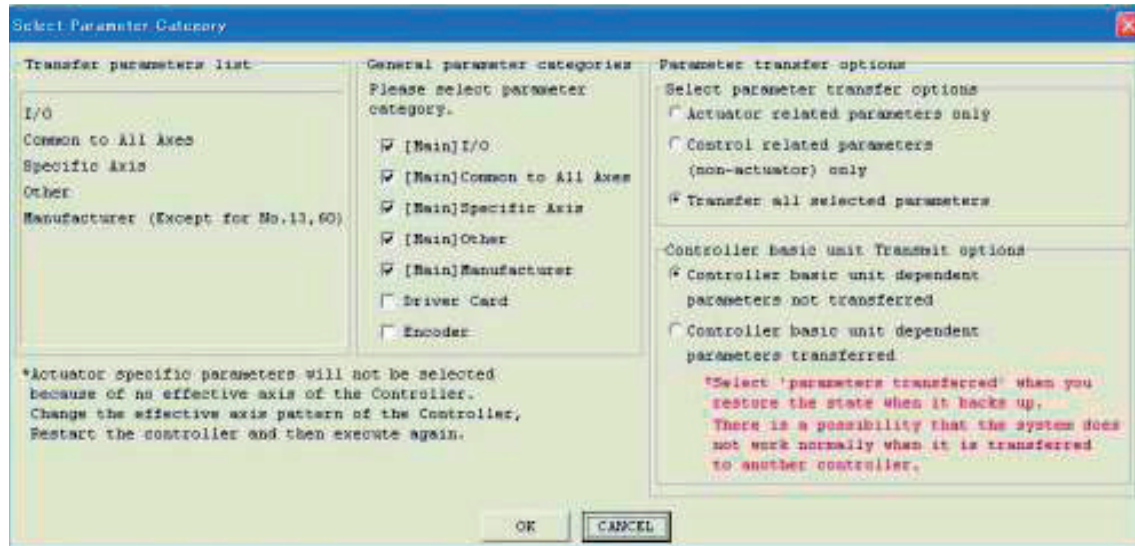 Select Parameter Category
Transfer parameters list
I/O
Common to All Axes
Specific Axis
Other
Manufacturer (Except for No.13,60)
General parameter categories
Please select parameter
category.
[Main]I/O
[Main]Common to All Axes
[Main]Specific Axis
[Main]Other
[Main]Manufacturer
Driver Card
Encoder
Parameter transfer options
Select parameter transfer options
Actuator related parameters only
Control related parameters
(non-actuator) only
Transfer all selected parameters
Controller basic unit Transmit options
Controller basic unit dependent
parameters not transferred
Controller basic unit dependent
parameters transferred
*Select 'parameters transferred' when you
restore the state when it backs up.
There is a possibility that the system does
not work normally when it is transferred
to another controller.
*Actuator specific parameters will not be selected
because of no effective axis of the Controller.
Change the effective axis pattern of the Controller,
Restart the controller and then execute again.
OK
CANCEL